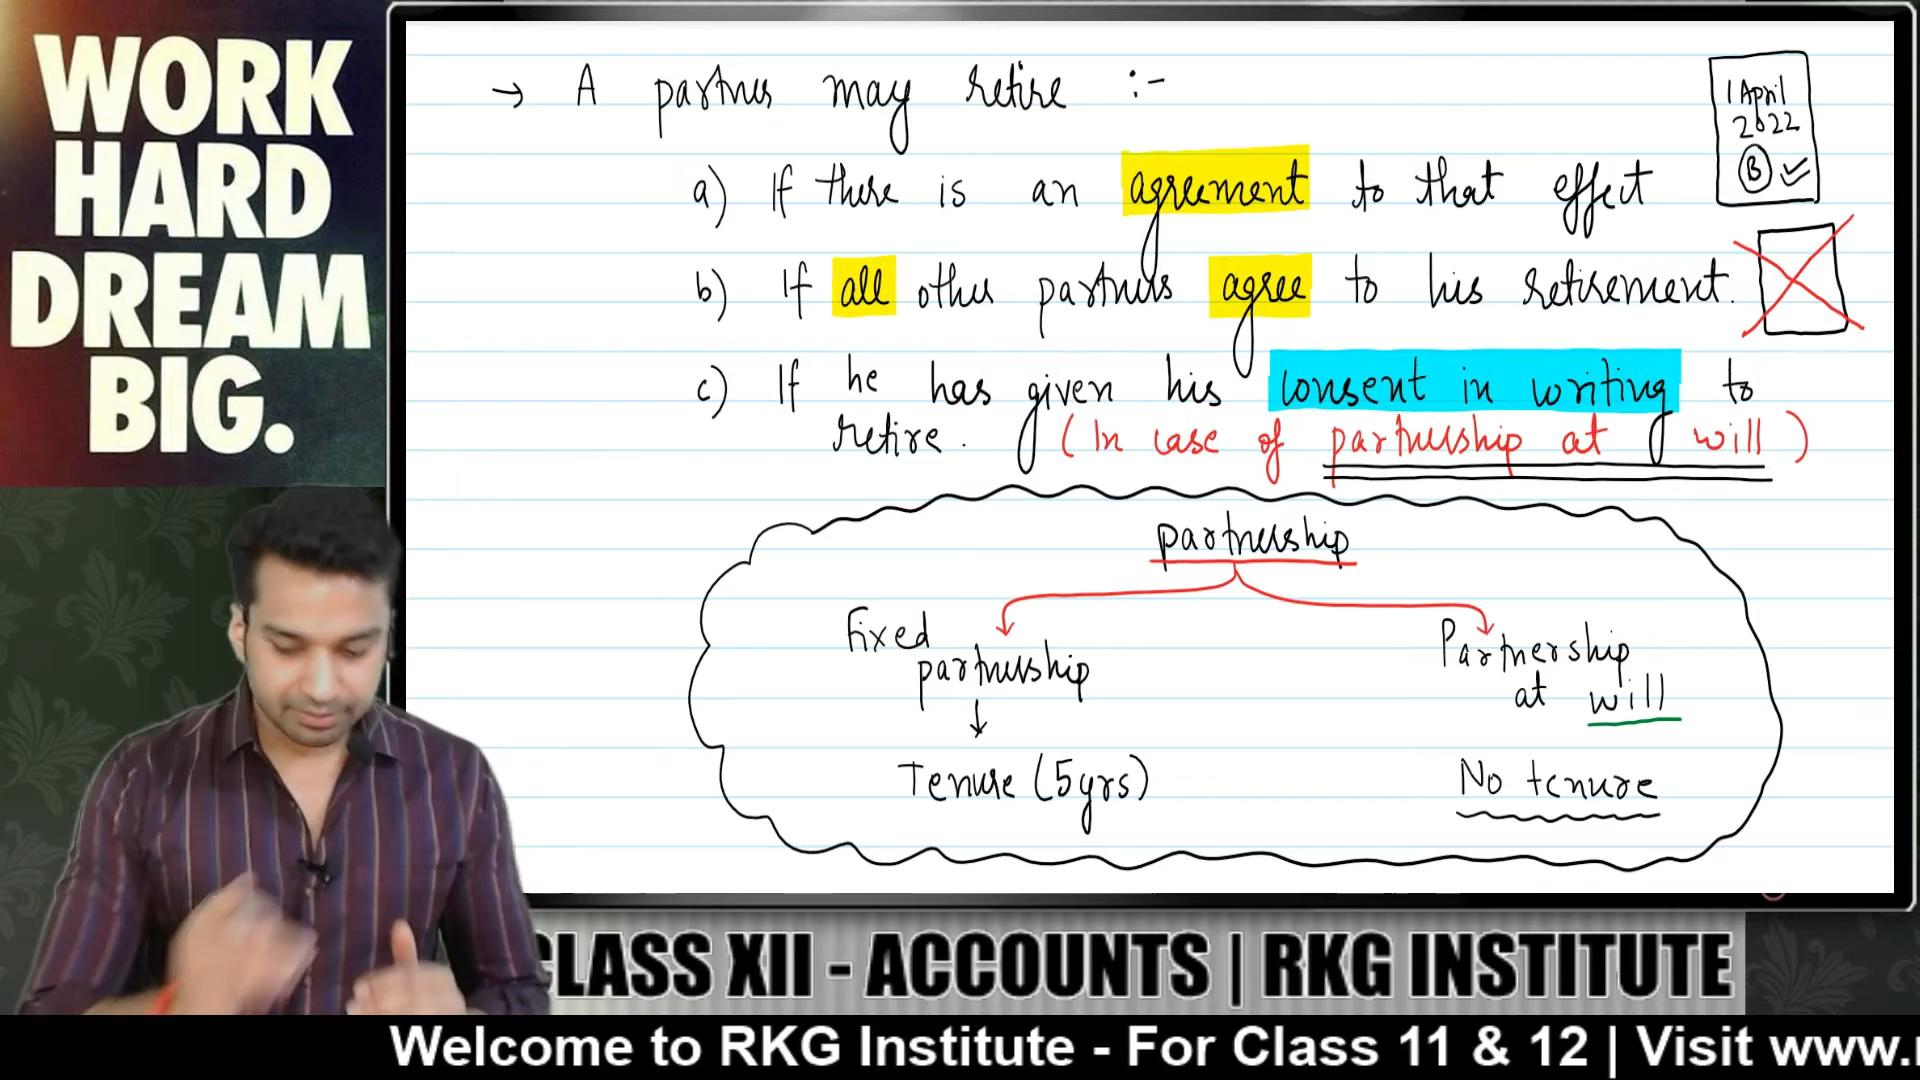 WORK
HARD
DREAM
BIG.
→ A partner may retire :-
a) If there is an agreement to that effect
b) If all other partners agree to his retirement.
c) If he has given his consent in writing to
retire. (In case of partnership at will)
1 April
2022
B
partnership
Fixed
partnership
Partnership
at will
Tenure (5yrs)
No tenure
CLASS XII - ACCOUNTS | RKG INSTITUTE
Welcome to RKG Institute - For Class 11 & 12 | Visit www.